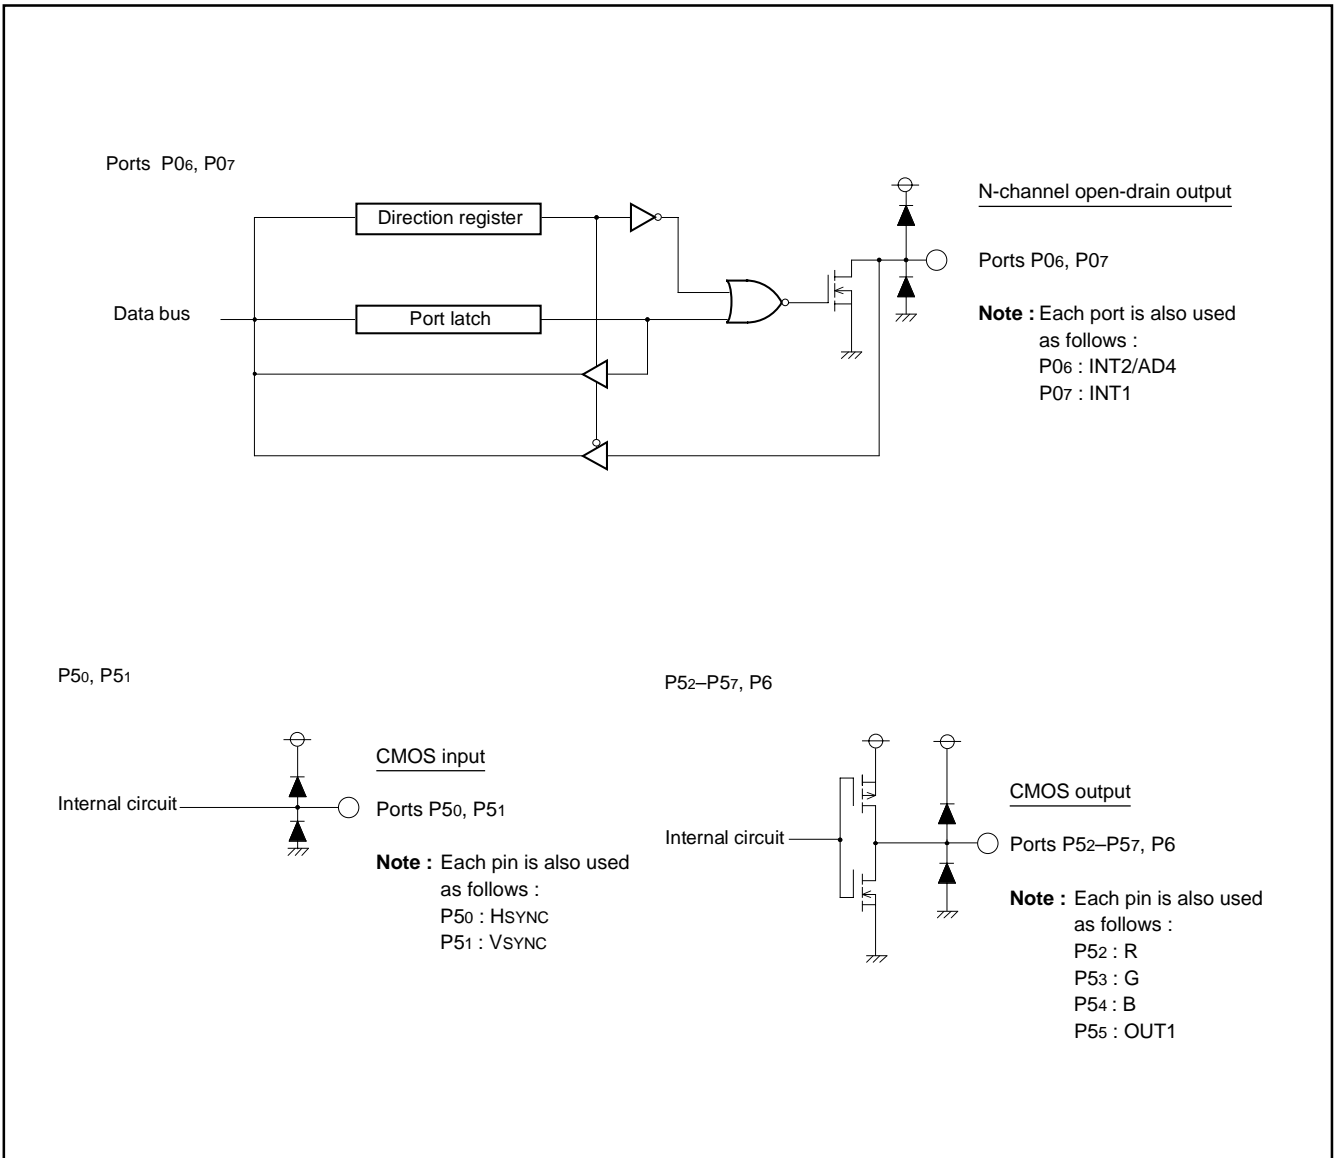 Ports P06, P07
Direction register
Data bus
Port latch
N-channel open-drain output
Ports P06, P07
Note : Each port is also used
as follows :
P06 : INT2/AD4
P07 : INT1
P50, P51
Internal circuit
CMOS input
Ports P50, P51
Note : Each pin is also used
as follows :
P50 : HSYNC
P51 : VSYNC
P52–P57, P6
Internal circuit
CMOS output
Ports P52–P57, P6
Note : Each pin is also used
as follows :
P52 : R
P53 : G
P54 : B
P55 : OUT1